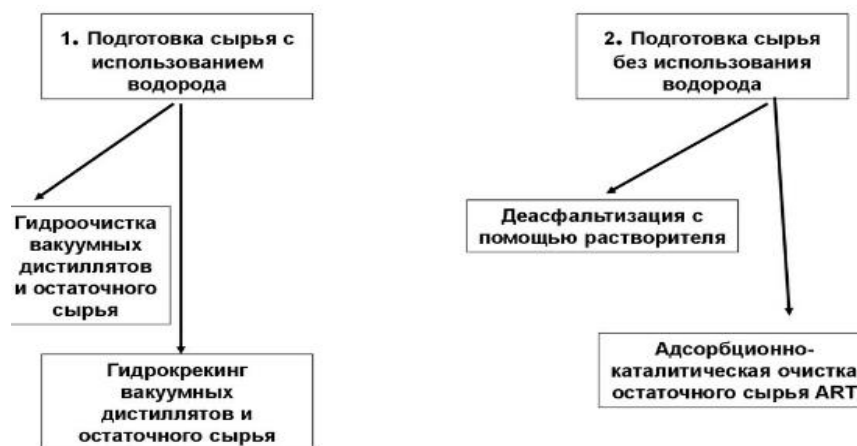 1. Подготовка сырья с
использованием
водорода
2. Подготовка сырья
без использования
водорода
Гидроочистка
вакуумных
дистиллятов
и остаточного
сырья
Деасфальтизация с
помощью растворителя
Гидрокрекинг
вакуумных
дистиллятов и
остаточного сырья
Адсорбционно-
каталитическая очистка
остаточного сырья ART